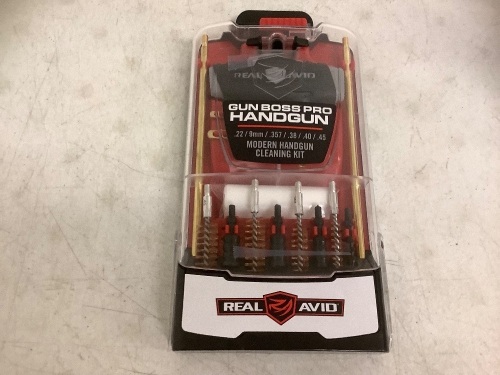 REAL AVID
GUN BOSS PRO
HANDGUN
.22 / 9mm / .357 / .38 / .40 / .45
MODERN HANDGUN
CLEANING KIT
REAL AVID